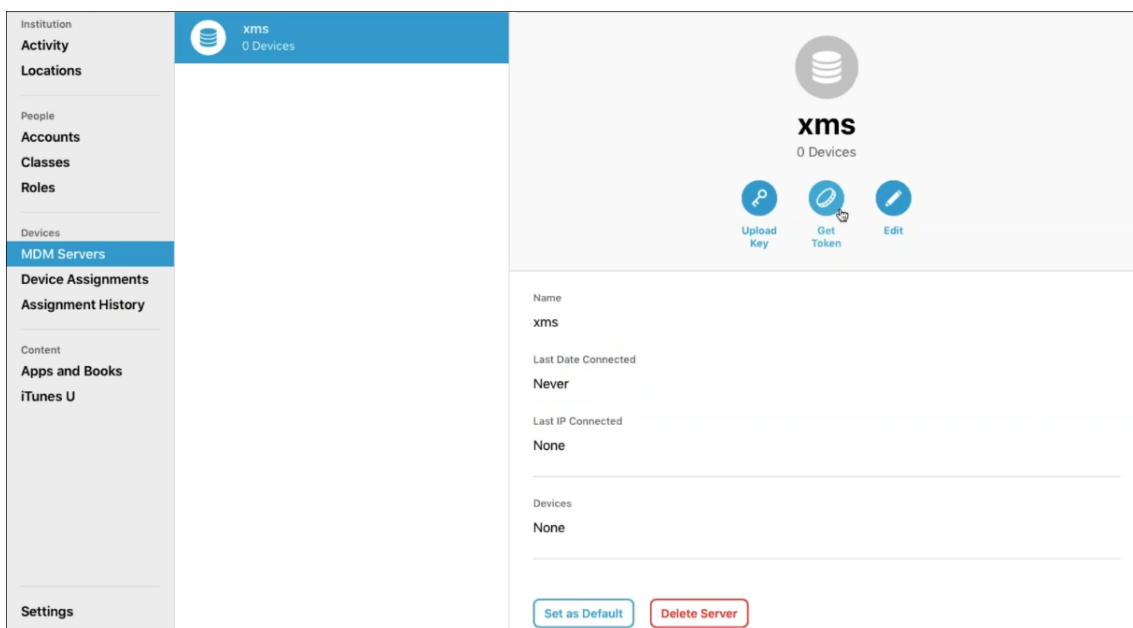 Institution
Activity
Locations
People
Accounts
Classes
Roles
Devices
MDM Servers
Device Assignments
Assignment History
Content
Apps and Books
iTunes U
Settings
xms
0 Devices
xms
0 Devices
Upload
Key
Get
Token
Edit
Name
xms
Last Date Connected
Never
Last IP Connected
None
Devices
None
Set as Default
Delete Server